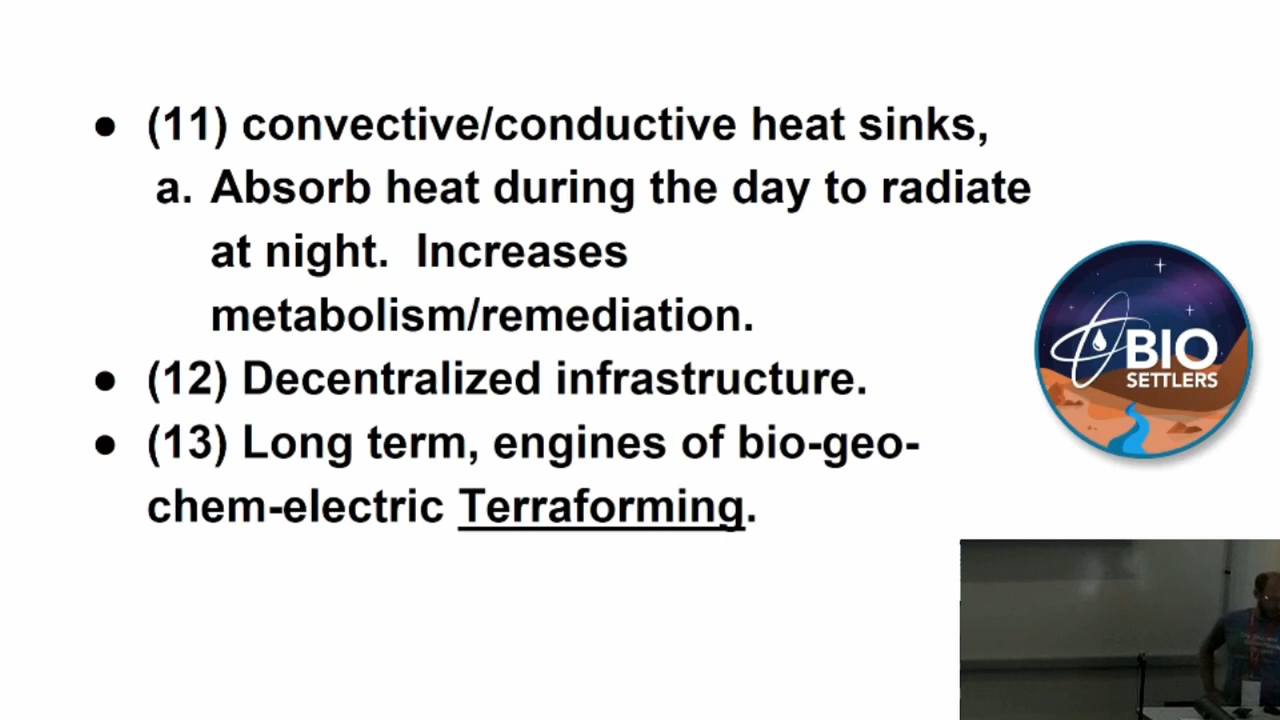 ● (11) convective/conductive heat sinks,
a. Absorb heat during the day to radiate
at night.  Increases
metabolism/remediation.
● (12) Decentralized infrastructure.
● (13) Long term, engines of bio-geo-
chem-electric Terraforming.
BIO
SETTLERS